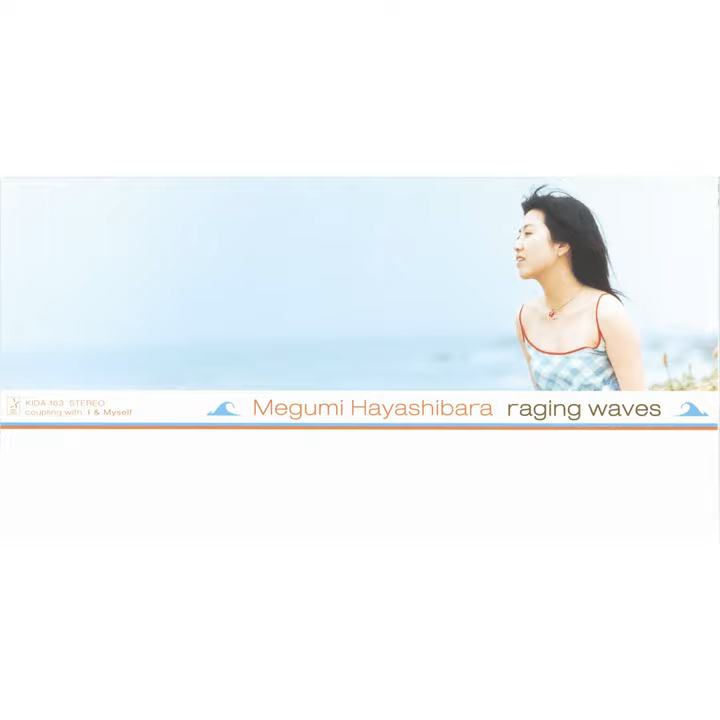 KIDA-163 STEREO
coupling with I & Myself
Megumi Hayashibara raging waves